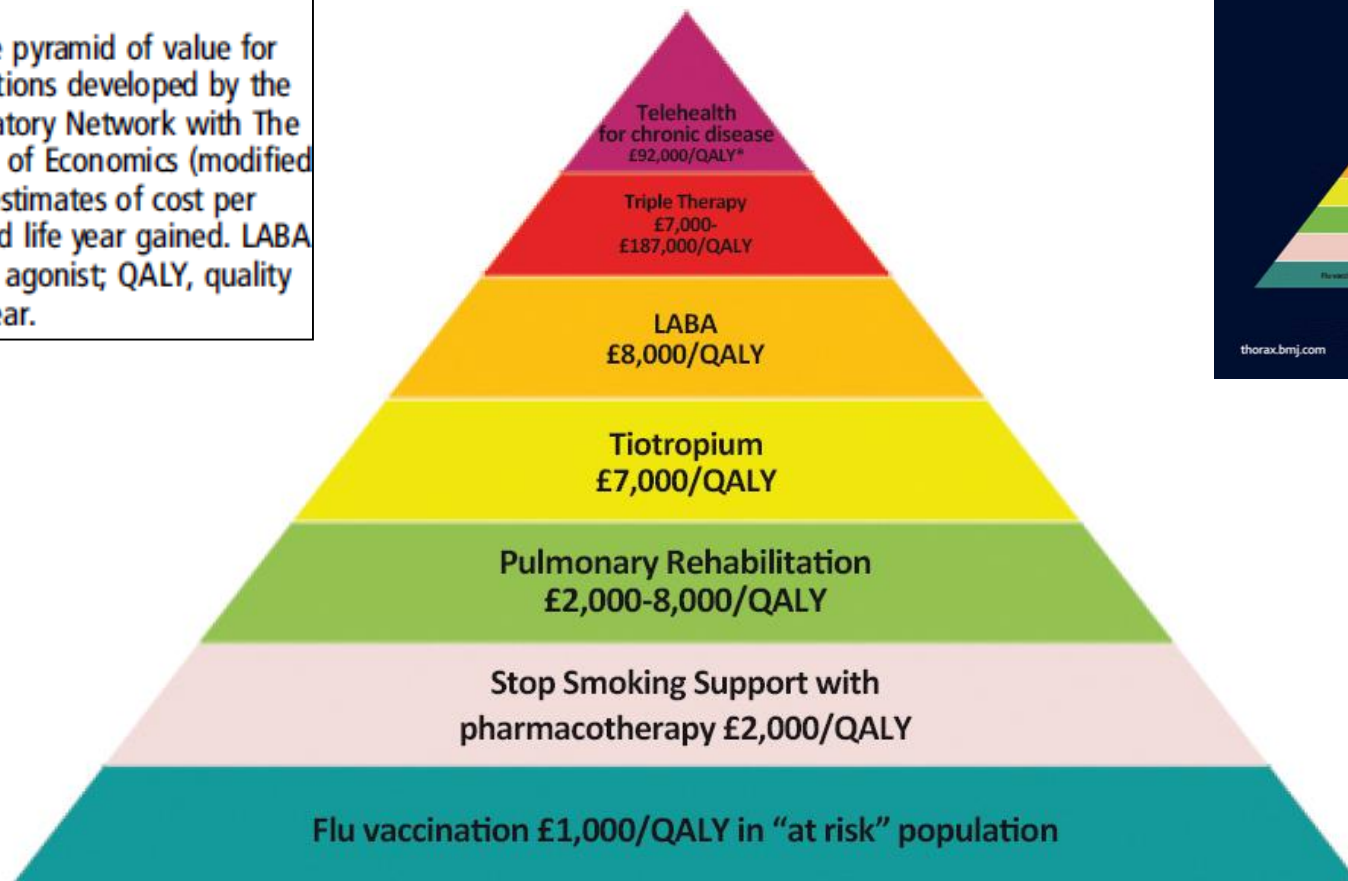 pyramid of value for
tions developed by the
atory Network with The
of Economics (modified
stimates of cost per
d life year gained. LABA
agonist; QALY, quality
ear.
Telehealth
for chronic disease
£92,000/QALY*
Triple Therapy
£7,000-
£187,000/QALY
LABA
£8,000/QALY
Tiotropium
£7,000/QALY
Pulmonary Rehabilitation
£2,000-8,000/QALY
Stop Smoking Support with
pharmacotherapy £2,000/QALY
Flu vaccination £1,000/QALY in “at risk” population
thorax.bmj.com